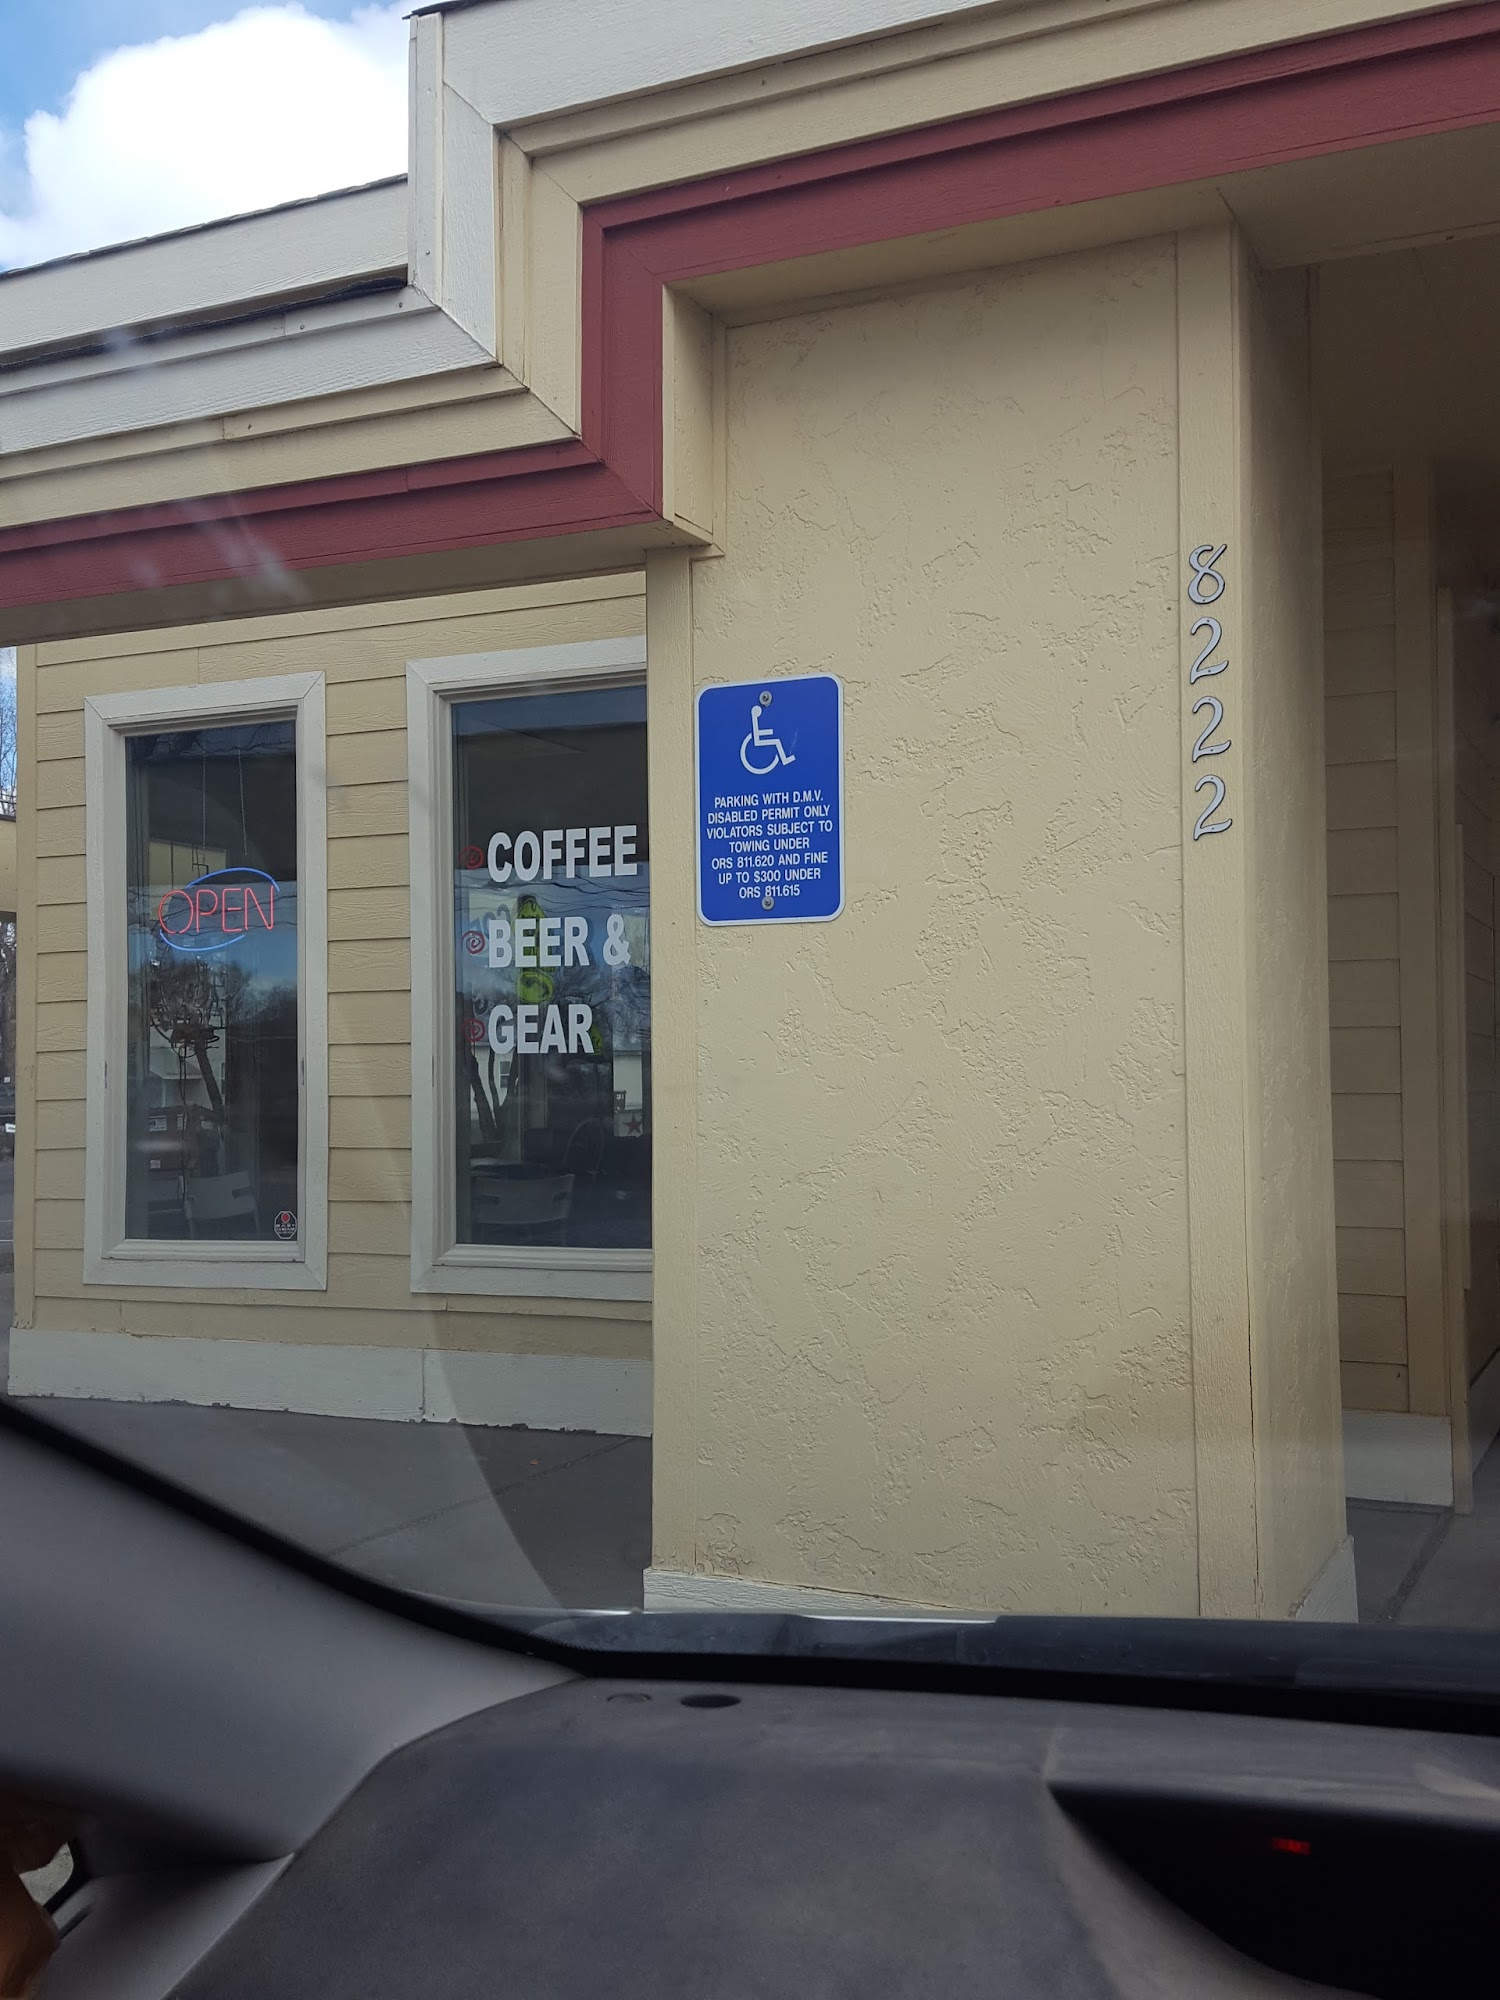 OPEN
COFFEE
BEER &
GEAR
PARKING WITH D.M.V.
DISABLED PERMIT ONLY
VIOLATORS SUBJECT TO
TOWING UNDER
ORS 811.620 AND FINE
UP TO $300 UNDER
ORS 811.615
8222